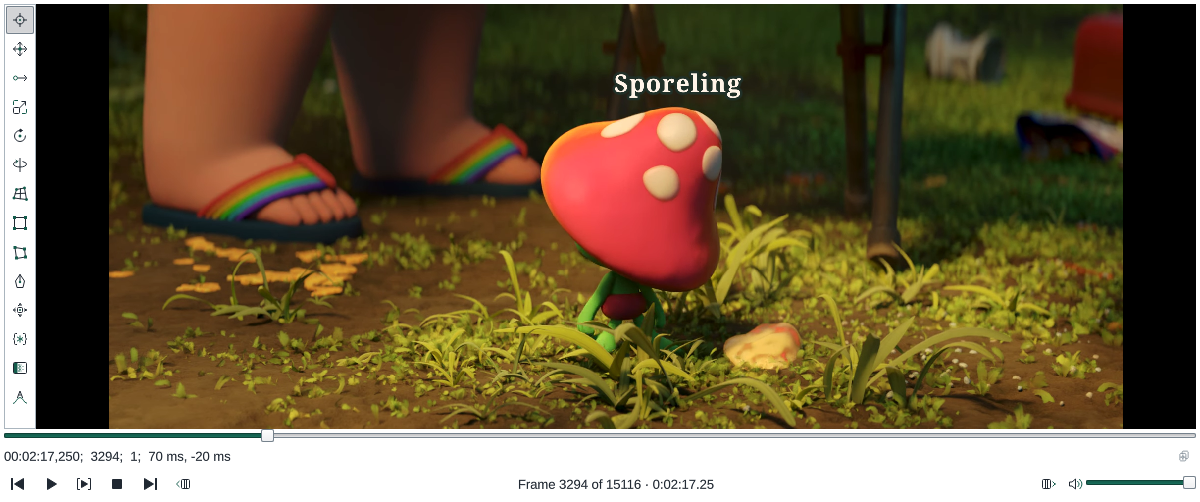 Sporeling
00:02:17,250; 3294; 1; 70 ms, -20 ms
Frame 3294 of 15116 · 0:02:17.25